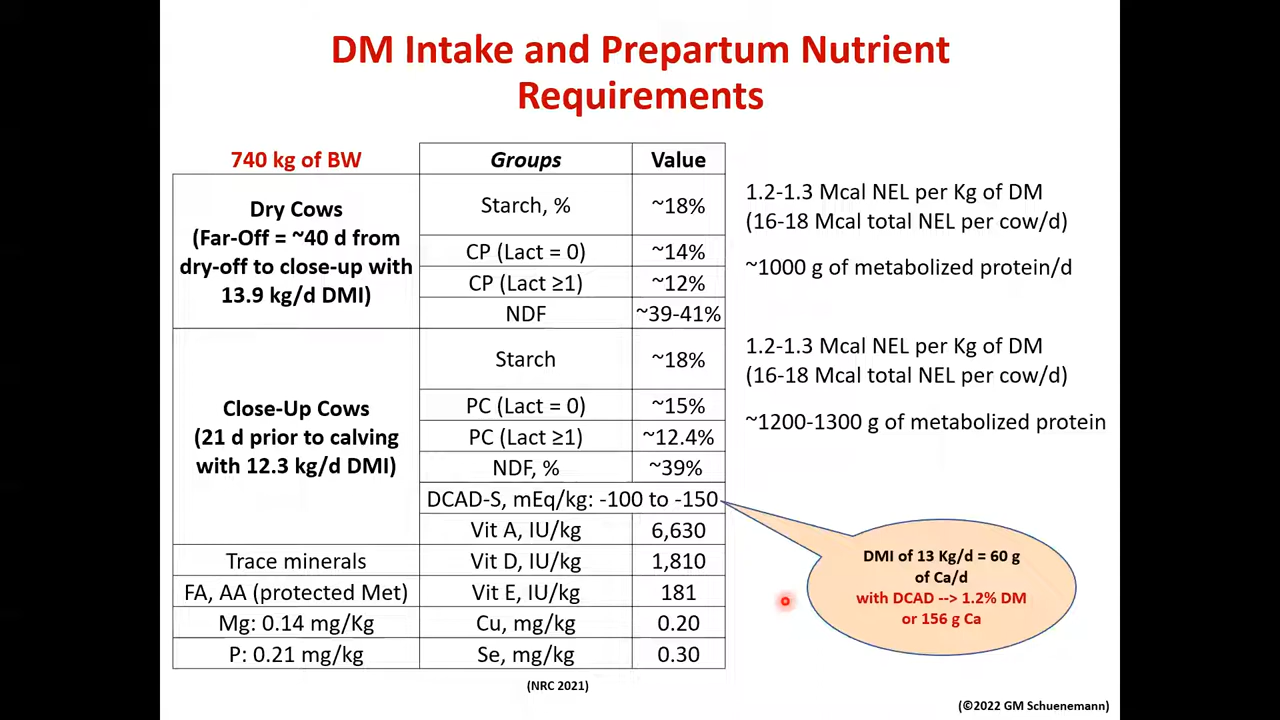 DM Intake and Prepartum Nutrient
Requirements
740 kg of BW
Groups
Value
Dry Cows
(Far-Off = ~40 d from
dry-off to close-up with
13.9 kg/d DMI)
Starch, %
~18%
CP (Lact = 0)
~14%
CP (Lact ≥1)
~12%
NDF
~39-41%
1.2-1.3 Mcal NEL per Kg of DM
(16-18 Mcal total NEL per cow/d)
~1000 g of metabolized protein/d
Close-Up Cows
(21 d prior to calving
with 12.3 kg/d DMI)
Starch
~18%
PC (Lact = 0)
~15%
PC (Lact ≥1)
~12.4%
NDF, %
~39%
DCAD-S, mEq/kg: -100 to -150
Vit A, IU/kg
6,630
1.2-1.3 Mcal NEL per Kg of DM
(16-18 Mcal total NEL per cow/d)
~1200-1300 g of metabolized protein
Trace minerals
Vit D, IU/kg
1,810
FA, AA (protected Met)
Vit E, IU/kg
181
Mg: 0.14 mg/Kg
Cu, mg/kg
0.20
P: 0.21 mg/kg
Se, mg/kg
0.30
DMI of 13 Kg/d = 60 g
of Ca/d
with DCAD --> 1.2% DM
or 156 g Ca
(NRC 2021)
(©2022 GM Schuenemann)